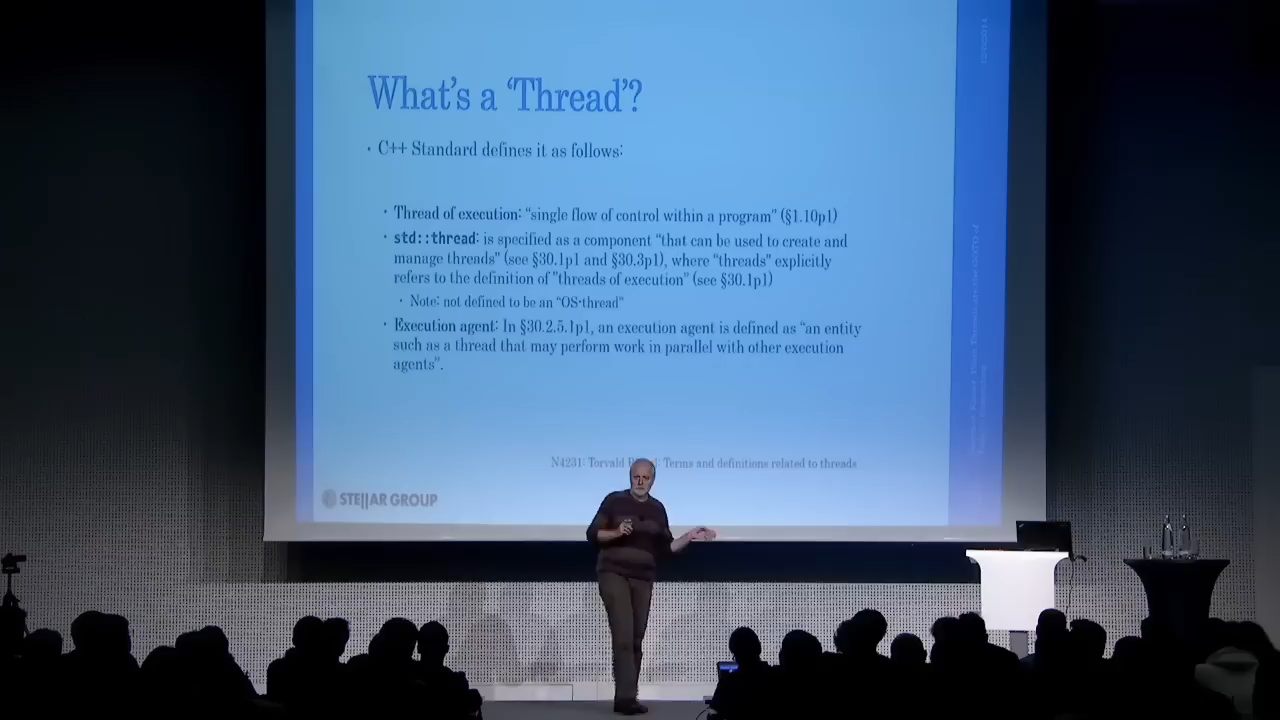 What's a 'Thread'?
• C++ Standard defines it as follows:
• Thread of execution: "single flow of control within a program" (§1.10p1)
• std::thread: is specified as a component "that can be used to create and
manage threads" (see §30.1p1 and §30.3p1), where "threads" explicitly
refers to the definition of "threads of execution" (see §30.1p1)
• Note: not defined to be an "OS-thread"
• Execution agent: In §30.2.5.1p1, an execution agent is defined as "an entity
such as a thread that may perform work in parallel with other execution
agents".
N4231: Torvald : Terms and definitions related to threads
STE||AR GROUP